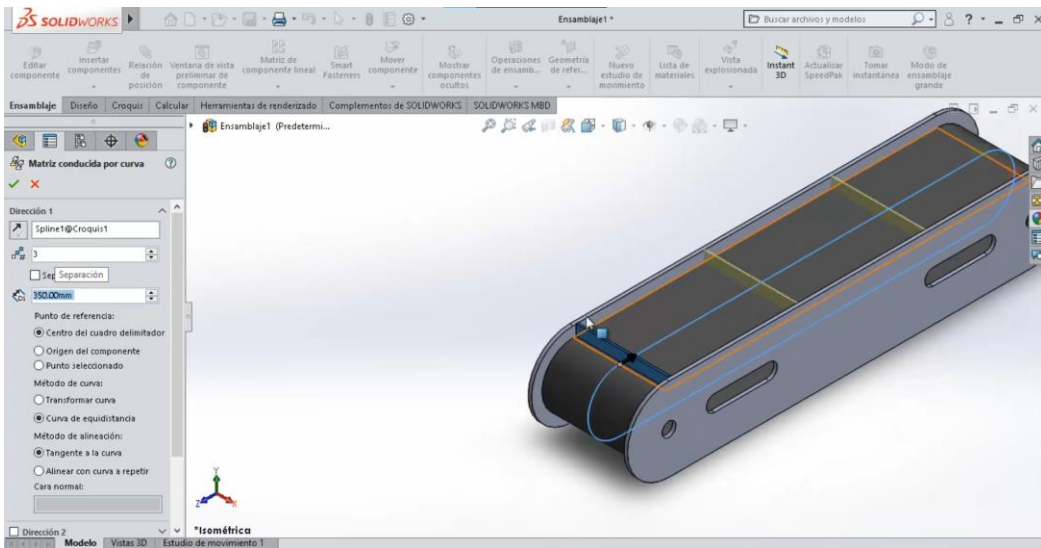 SOLIDWORKS
Ensamblaje1 *
Buscar archivos y modelos
Editar componente
Insertar componentes
Relación de posición
Ventana de vista preliminar de componente
Matriz de componente lineal
Smart Fasteners
Mover componente
Mostrar componentes ocultos
Operaciones de ensamb...
Geometría de refer...
Nuevo estudio de movimiento
Lista de materiales
Vista explosionada
Instant 3D
Actualizar SpeedPak
Tomar instantánea
Modo de ensamblaje grande
Ensamblaje Diseño Croquis Calcular Herramientas de renderizado Complementos de SOLIDWORKS SOLIDWORKS MBD
Ensamblaje1 (Predetermi...
Matriz conducida por curva
Dirección 1
Spline1@Croquis1
3
Sep Separación
350.00mm
Punto de referencia:
Centro del cuadro delimitador
Origen del componente
Punto seleccionado
Método de curva:
Transformar curva
Curva de equidistancia
Método de alineación:
Tangente a la curva
Alinear con curva a repetir
Cara normal:
Dirección 2
Y
Z
X
*Isométrica
Modelo Vistas 3D Estudio de movimiento 1